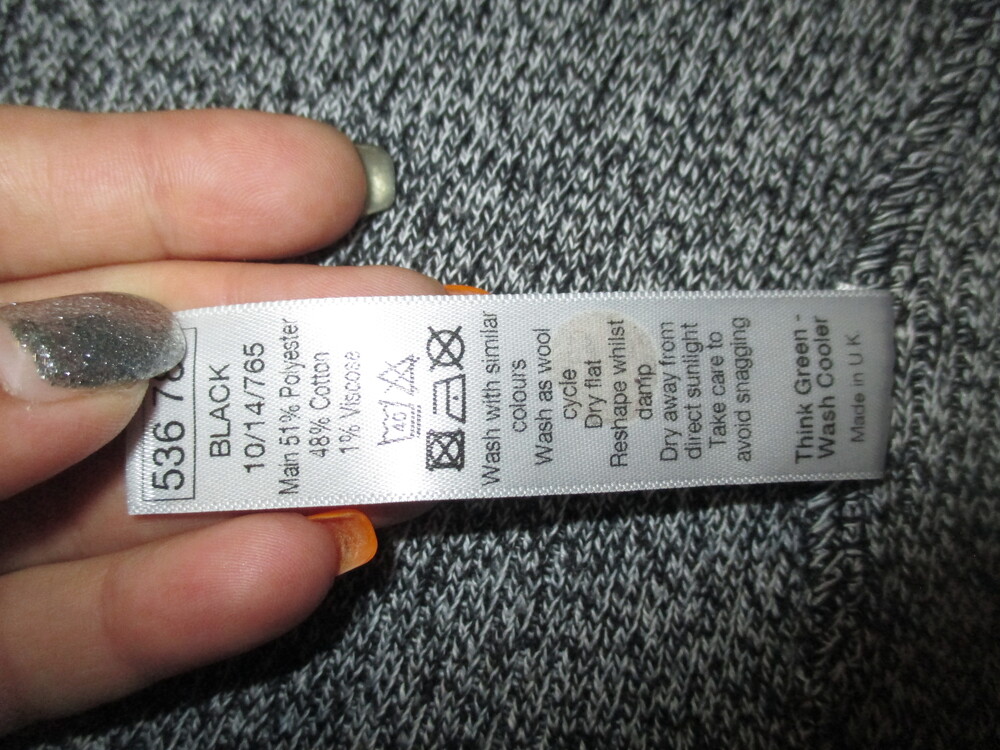 536 7
BLACK
10/14/765
Main 51% Polyester
48% Cotton
1% Viscose
40
Wash with similar
colours
Wash as wool
cycle
Dry flat
Reshape whilst
damp
Dry away from
direct sunlight
Take care to
avoid snagging
Think Green -
Wash Cooler
Made in U K